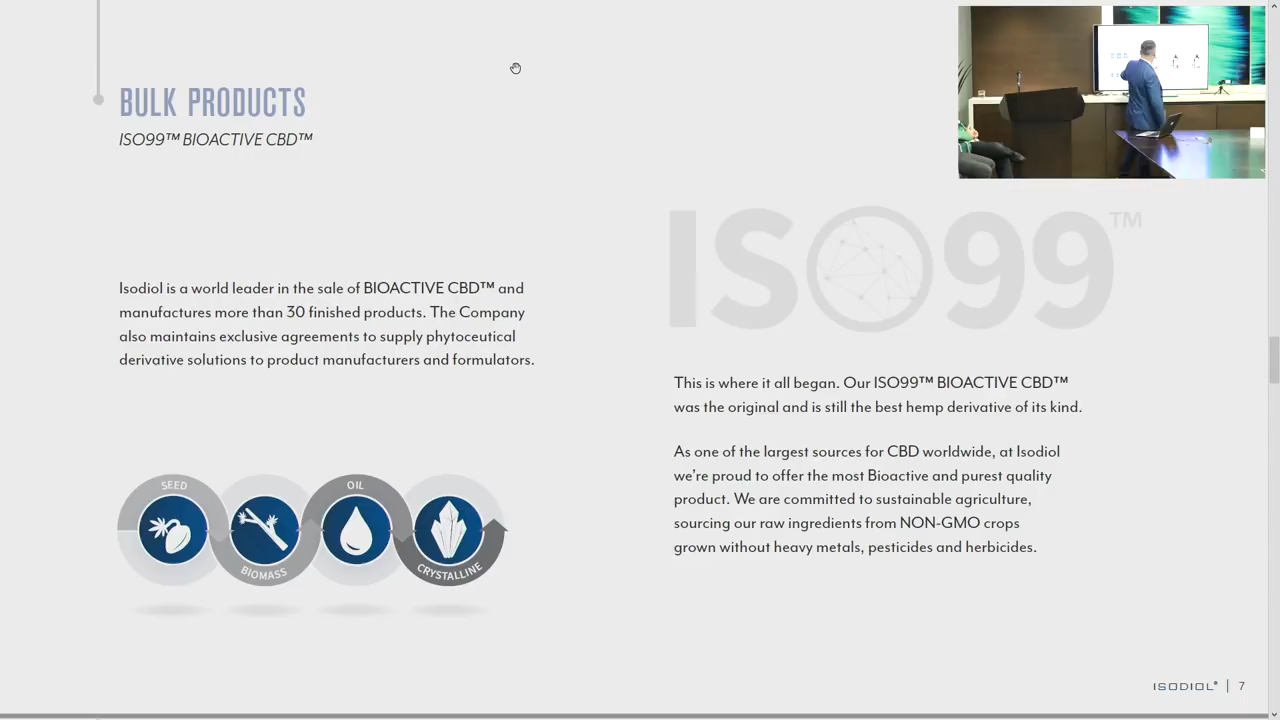 BULK PRODUCTS
ISO99™ BIOACTIVE CBD™
Isodiol is a world leader in the sale of BIOACTIVE CBD™ and
manufactures more than 30 finished products. The Company
also maintains exclusive agreements to supply phytoceutical
derivative solutions to product manufacturers and formulators.
SEED
BIOMASS
OIL
CRYSTALLINE
ISO99™
This is where it all began. Our ISO99™ BIOACTIVE CBD™
was the original and is still the best hemp derivative of its kind.
As one of the largest sources for CBD worldwide, at Isodiol
we're proud to offer the most Bioactive and purest quality
product. We are committed to sustainable agriculture,
sourcing our raw ingredients from NON-GMO crops
grown without heavy metals, pesticides and herbicides.
ISODIOL® | 7